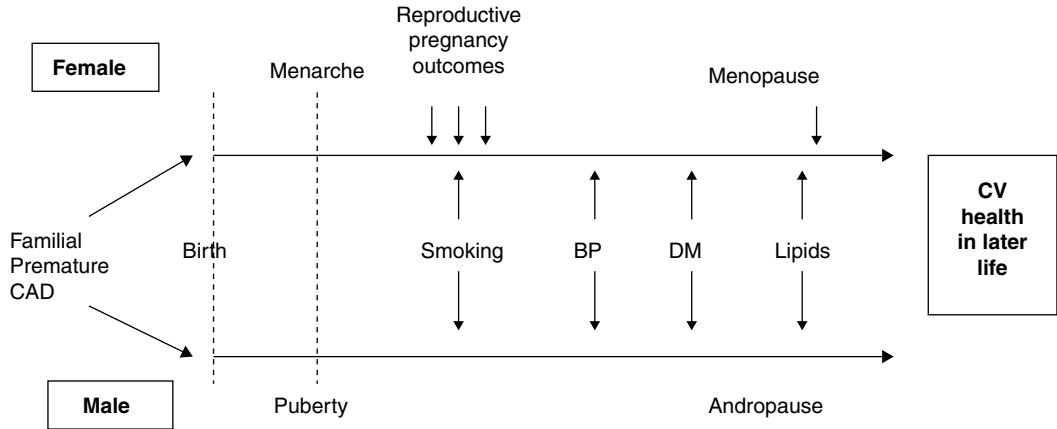 Reproductive
pregnancy
outcomes
Female
Menarche
Menopause
Familial
Premature
CAD
Birth
Smoking
BP
DM
Lipids
CV
health
in later
life
Male
Puberty
Andropause